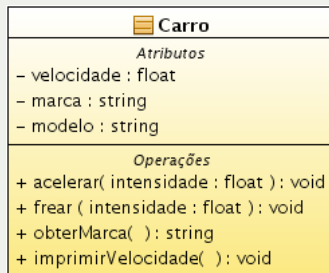 Carro
Atributos
– velocidade : float
– marca : string
– modelo : string
Operações
+ acelerar( intensidade : float ) : void
+ frear ( intensidade : float ) : void
+ obterMarca( ) : string
+ imprimirVelocidade( ) : void